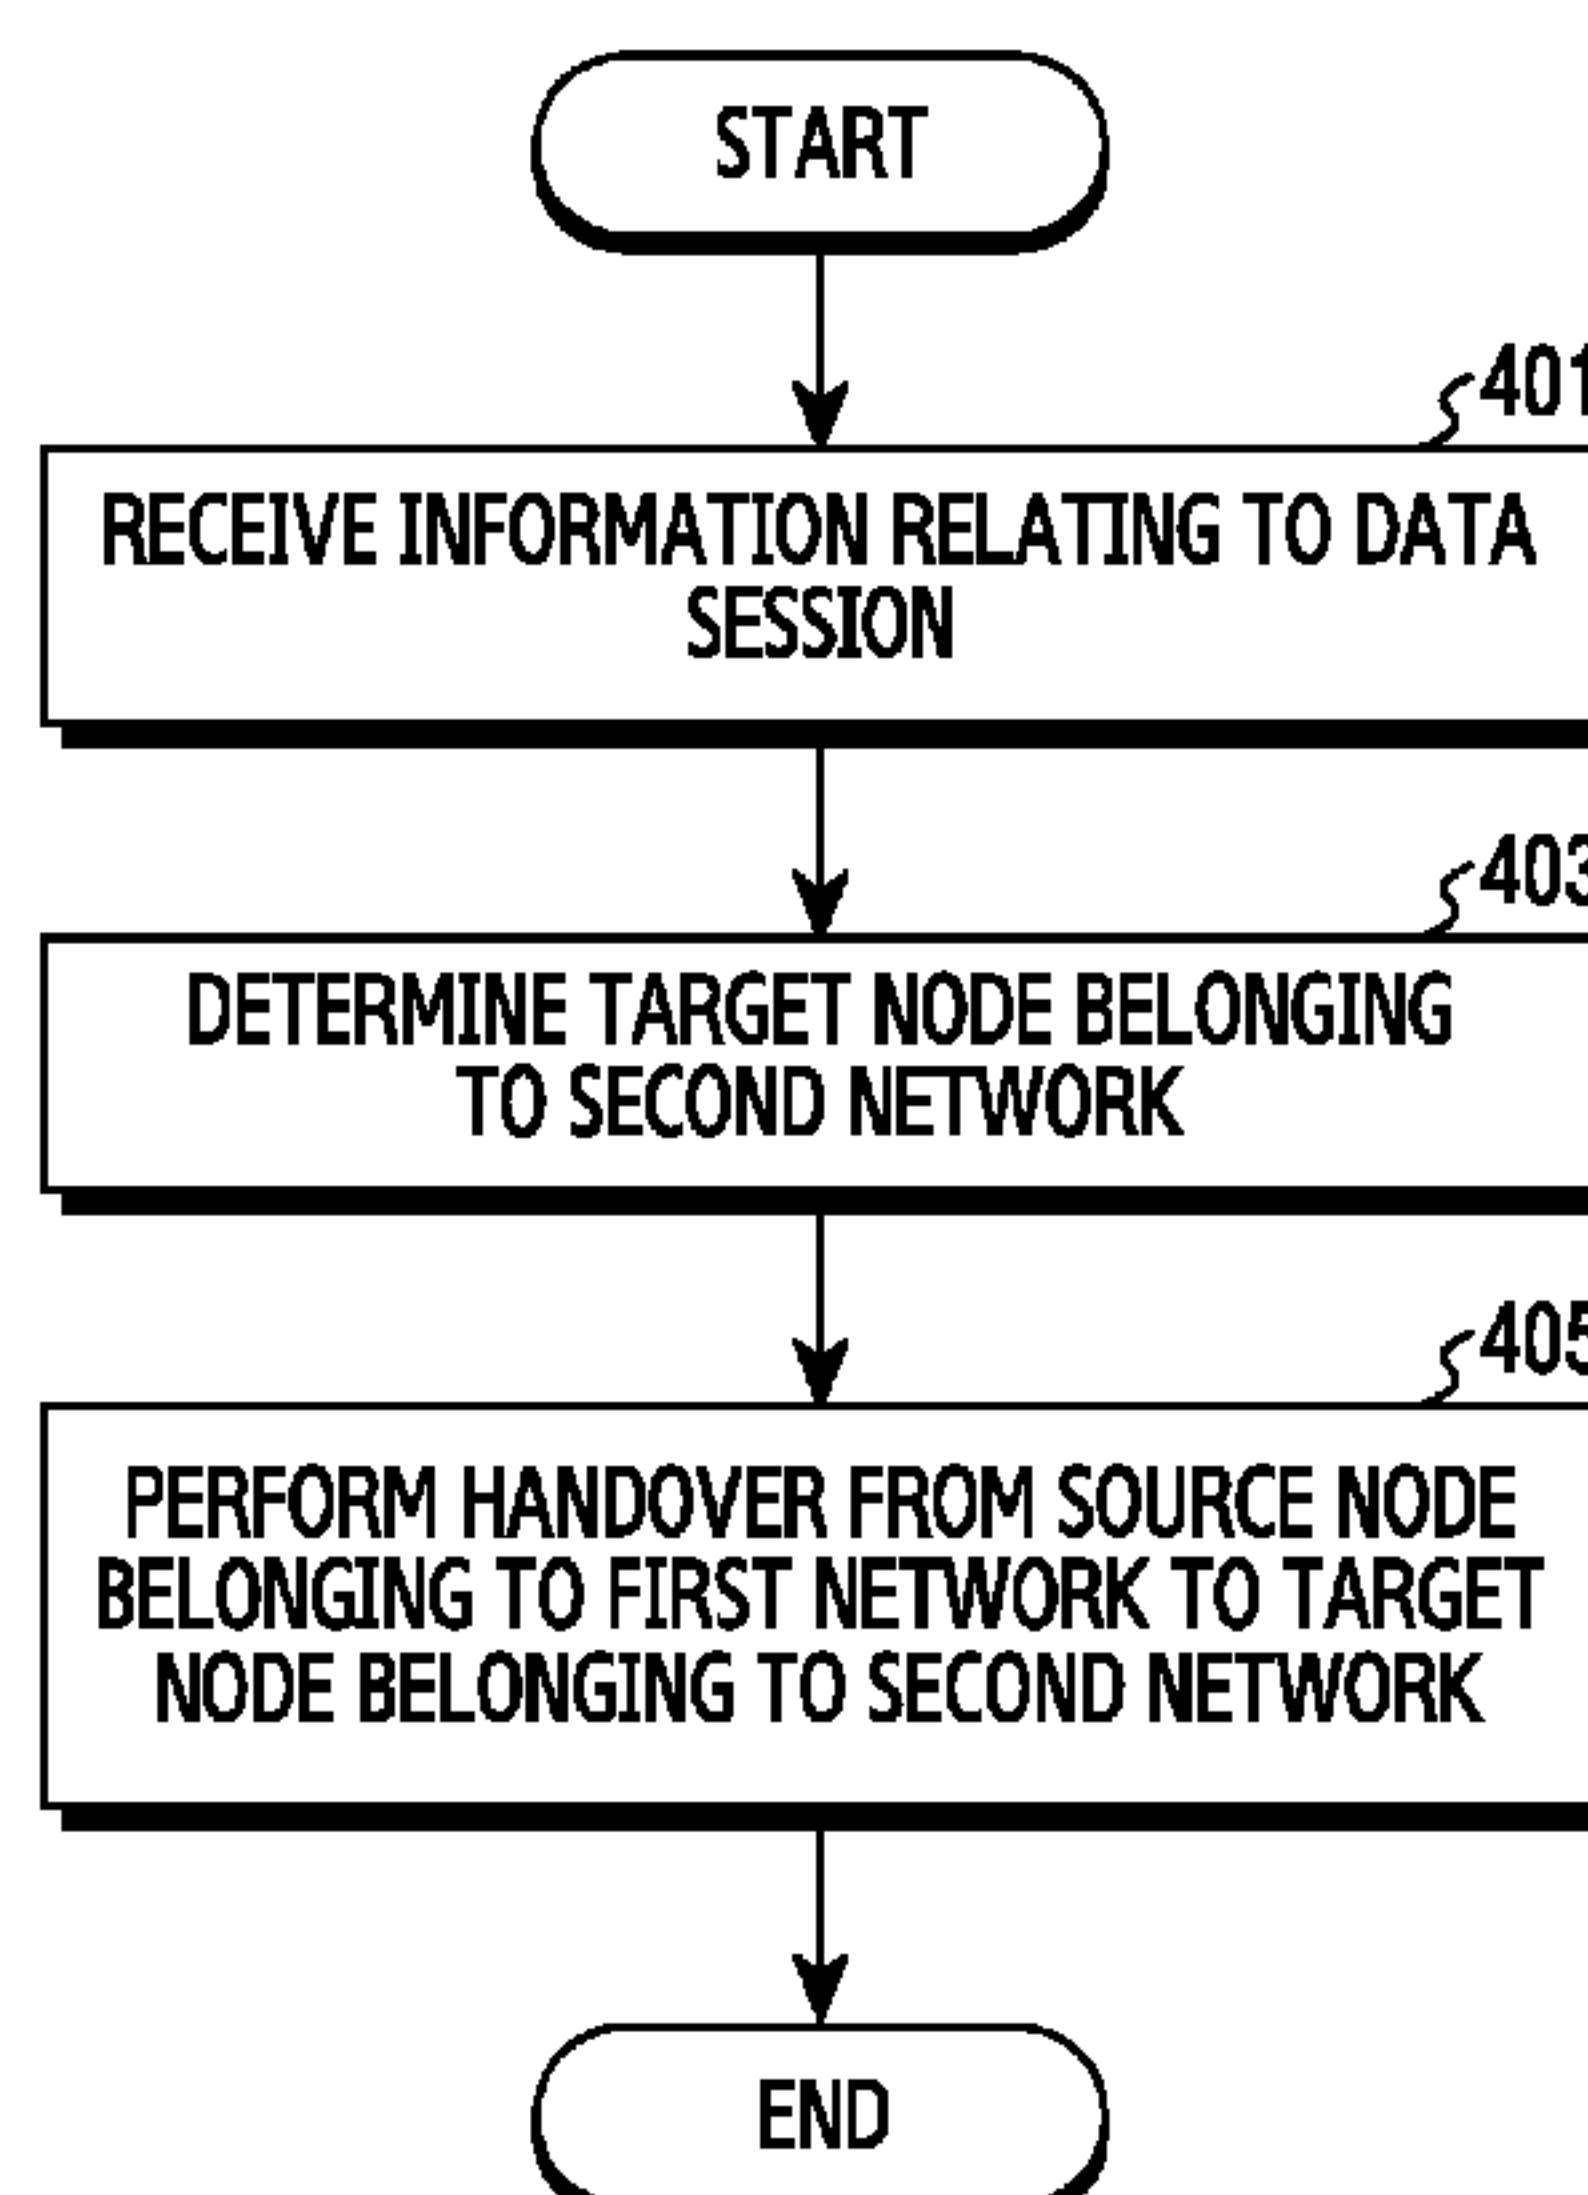 START
401
RECEIVE INFORMATION RELATING TO DATA
SESSION
403
DETERMINE TARGET NODE BELONGING
TO SECOND NETWORK
405
PERFORM HANDOVER FROM SOURCE NODE
BELONGING TO FIRST NETWORK TO TARGET
NODE BELONGING TO SECOND NETWORK
END